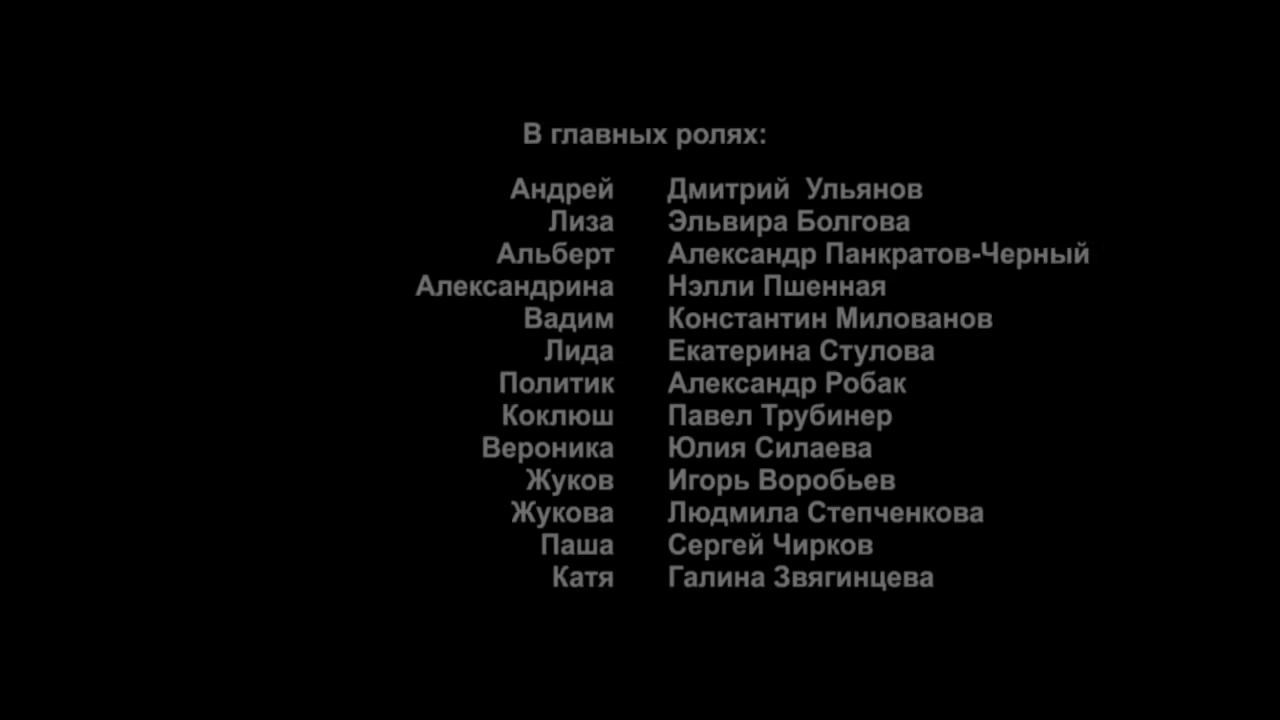 В главных ролях:
Андрей Дмитрий Ульянов
Лиза Эльвира Болгова
Альберт Александр Панкратов-Черный
Александрина Нэлли Пшенная
Вадим Константин Милованов
Лида Екатерина Стулова
Политик Александр Робак
Коклюш Павел Трубинер
Вероника Юлия Силаева
Жуков Игорь Воробьев
Жукова Людмила Степченкова
Паша Сергей Чирков
Катя Галина Звягинцева